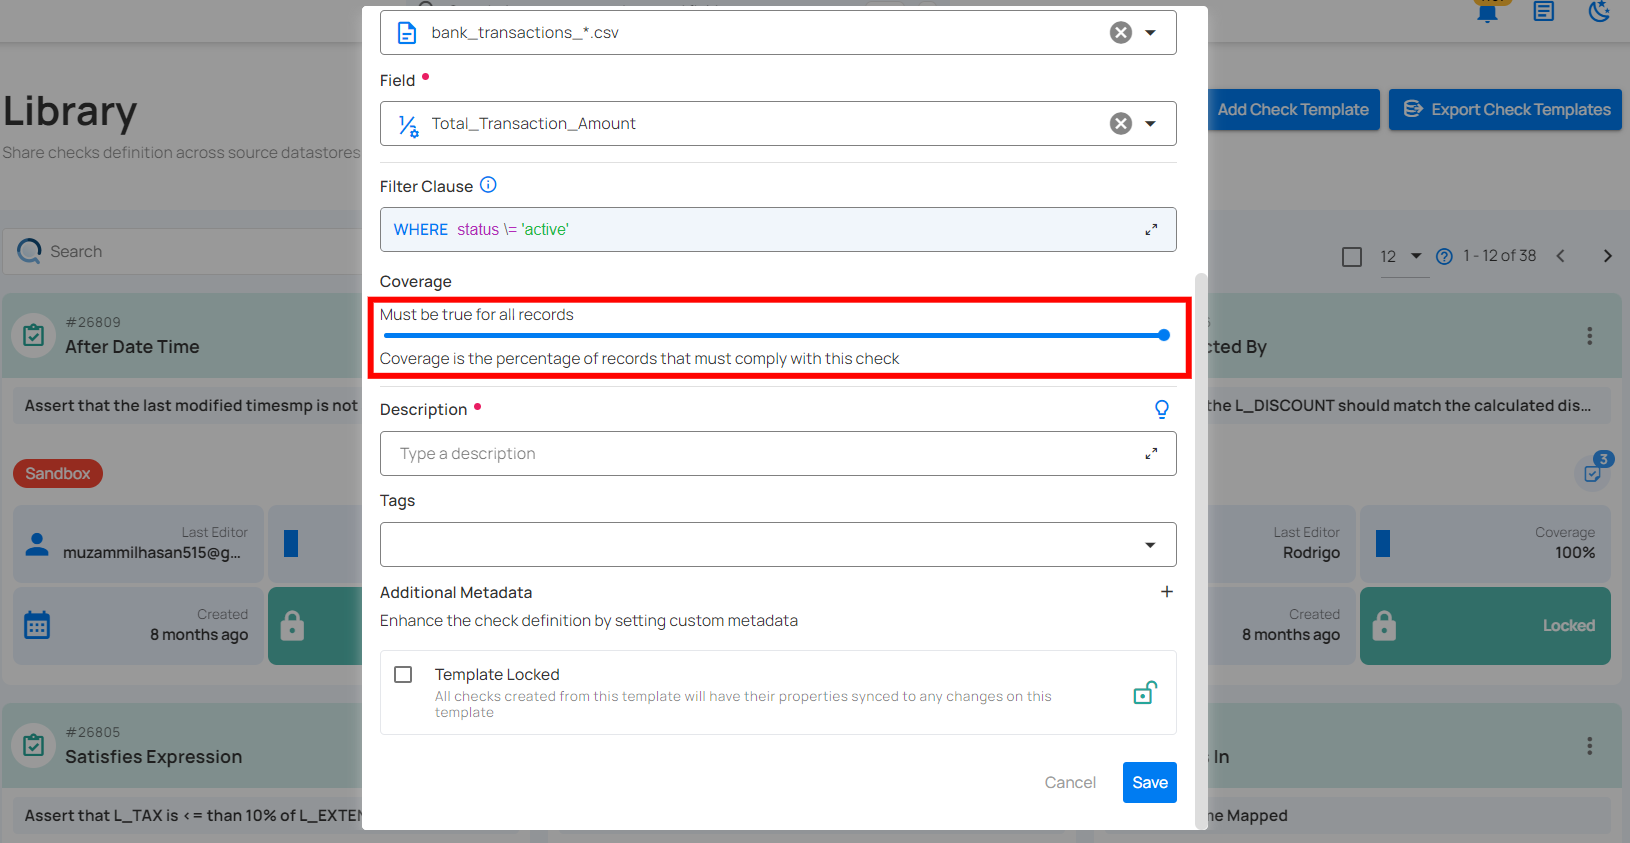 bank_transactions_*.csv
Library
Share checks definition across source datastores
Add Check Template
Export Check Templates
Field
Total_Transaction_Amount
Filter Clause
WHERE status \= 'active'
Search
12
1 - 12 of 38
Coverage
Must be true for all records
Coverage is the percentage of records that must comply with this check
#26809
After Date Time
cted By
Assert that the last modified timesmp is not
the L_DISCOUNT should match the calculated dis...
Description
Type a description
Sandbox
3
Tags
Last Editor
muzammilhasan515@g...
Last Editor
Rodrigo
Coverage
100%
Additional Metadata
Enhance the check definition by setting custom metadata
Created
8 months ago
Created
8 months ago
Locked
Template Locked
All checks created from this template will have their properties synced to any changes on this
template
#26805
Satisfies Expression
In
Cancel
Save
Assert that L_TAX is <= than 10% of L_EXTEN
me Mapped